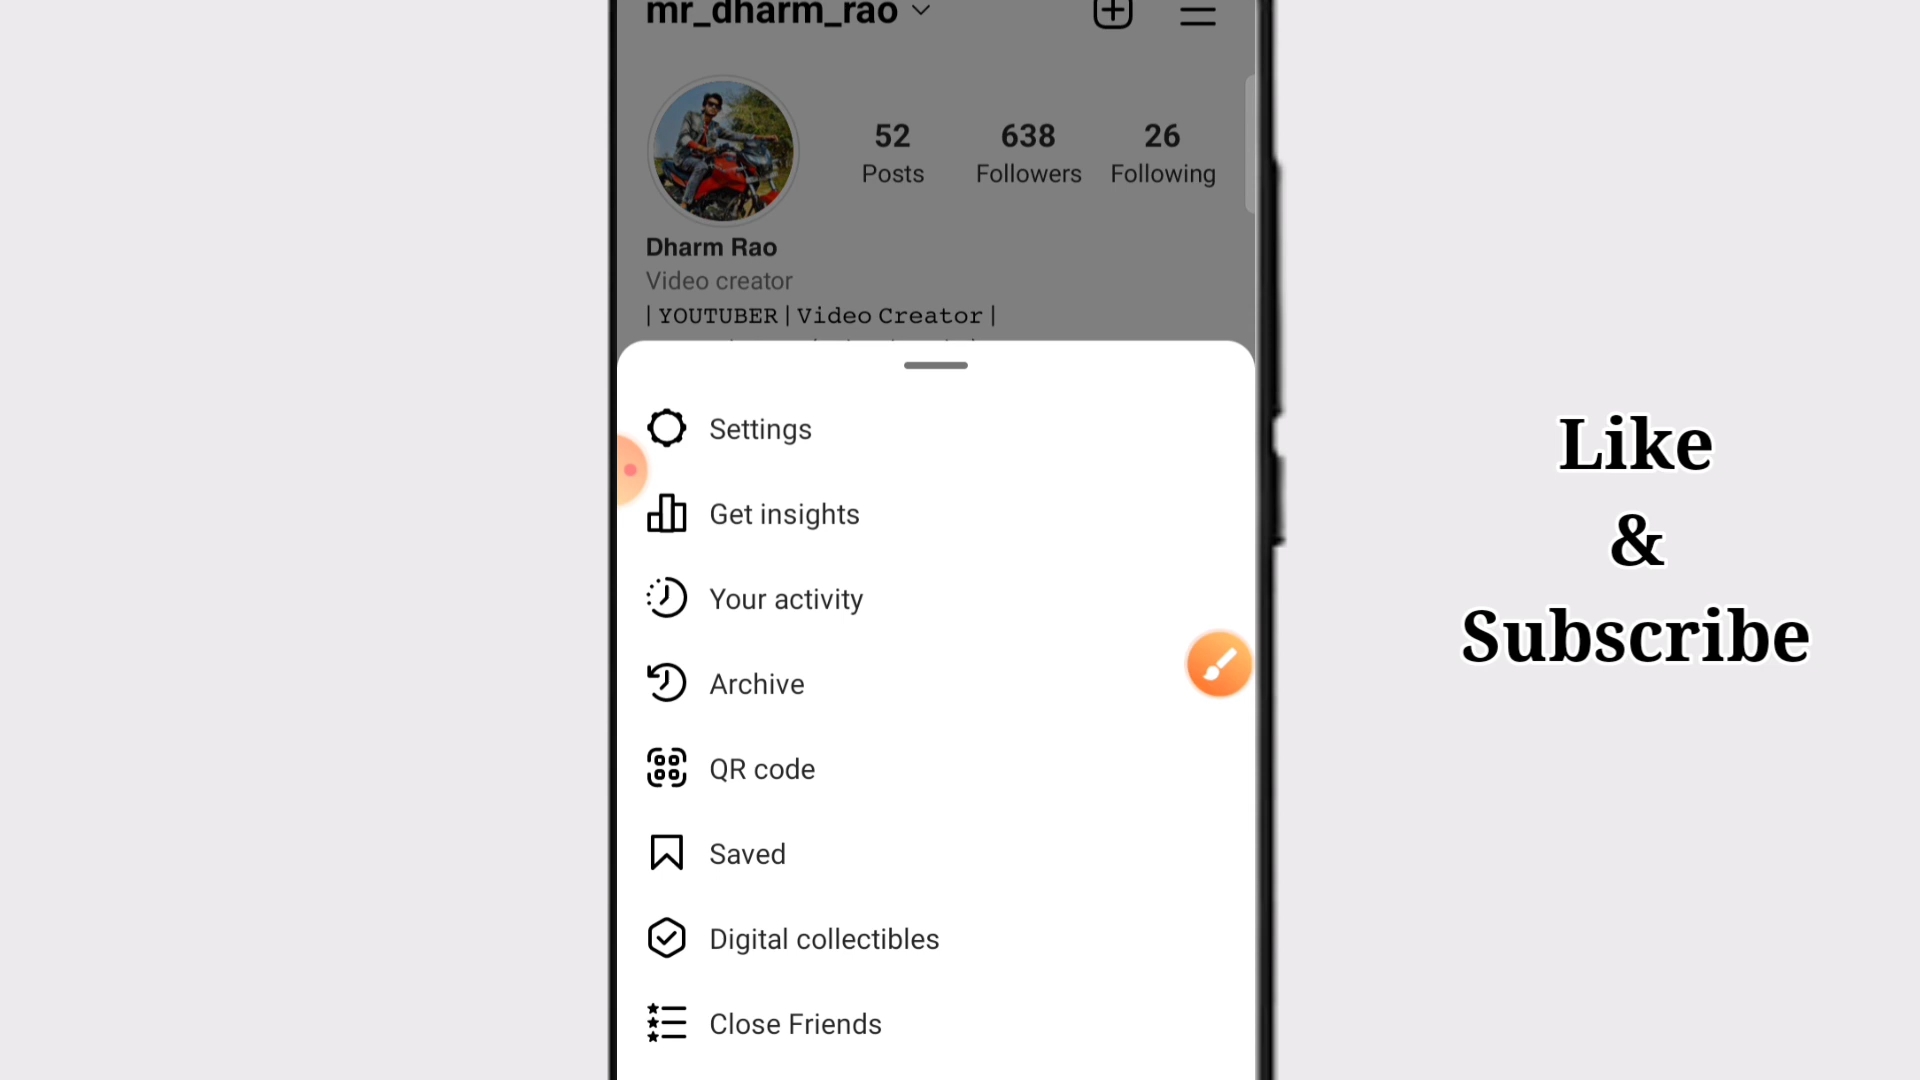 mr_dharm_rao
52 638 26
Posts Followers Following
Dharm Rao
Video creator
| YOUTUBER | Video Creator |
Settings
Get insights
Your activity
Archive
QR code
Saved
Digital collectibles
Close Friends
Like
&
Subscribe